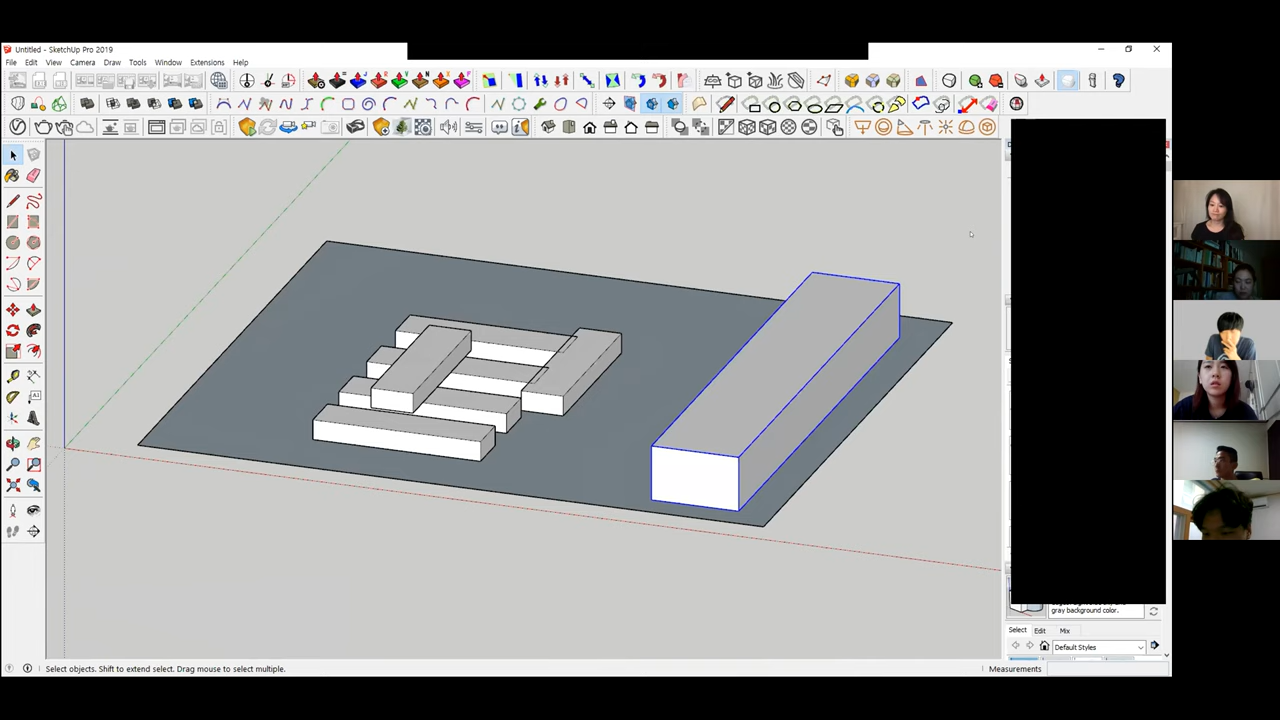 Untitled - SketchUp Pro 2019
File Edit View Camera Draw Tools Window Extensions Help
gray background color.
Select Edit Mix
Default Styles
Select objects. Shift to extend select. Drag mouse to select multiple.
Measurements